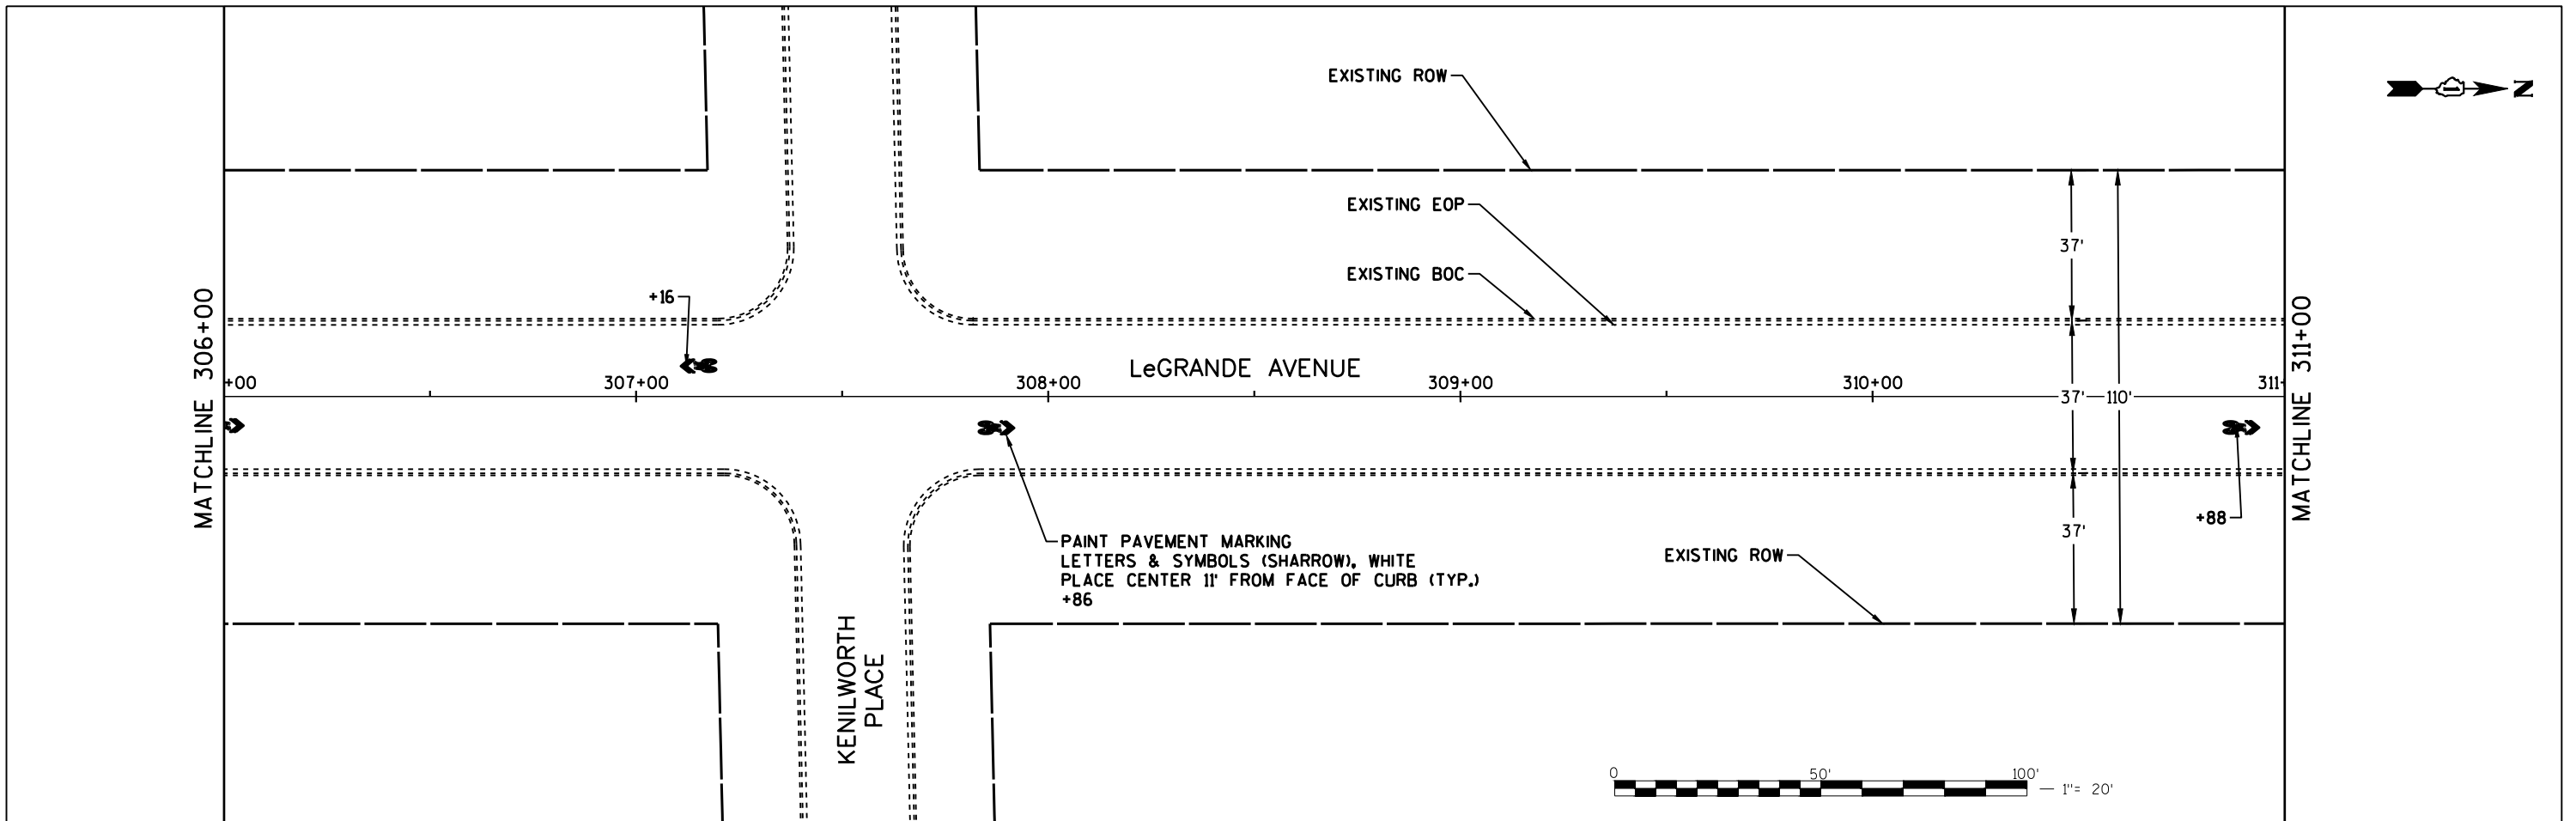 EXISTING ROW
N
1
EXISTING EOP
37'
EXISTING BOC
+16
MATCHLINE 306+00
MATCHLINE 311+00
LeGRANDE AVENUE
+00
307+00
308+00
309+00
310+00
311+
37'
110'
+88
37'
PAINT PAVEMENT MARKING
LETTERS & SYMBOLS (SHARROW), WHITE
PLACE CENTER 11' FROM FACE OF CURB (TYP.)
+86
EXISTING ROW
KENILWORTH
PLACE
0 50' 100'
1"= 20'